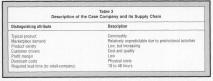 Table 3
Description of the Case Company and its Supply Chain
Distinguishing attribute Description
Typical product Commodity
Marketplace demand Relatively unpredictable due to promotional activities
Product variety Low, but increasing
Customer drivers Cost and quality
Profit margin Low
Dominant costs Physical costs
Required lead time (to retail company) 18 to 48 hours